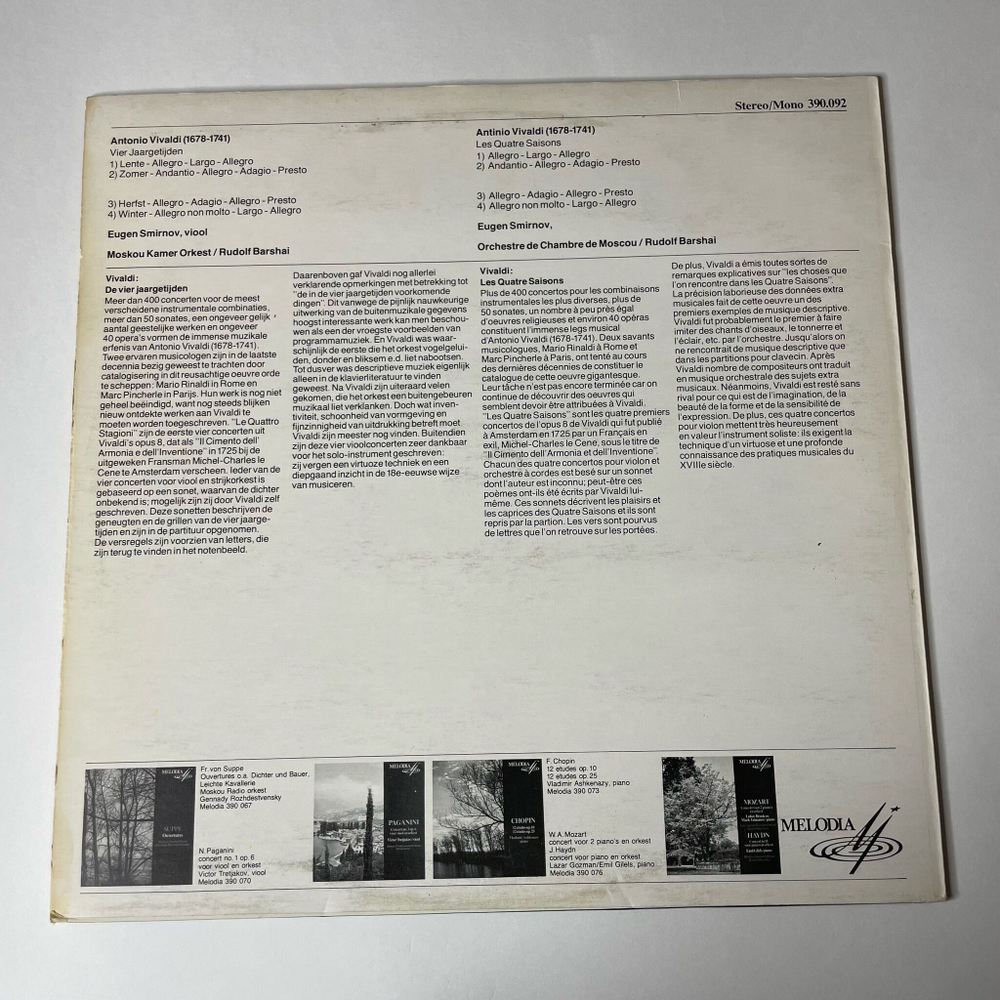 Stereo/Mono 390.092
Antonio Vivaldi (1678-1741)
Vier Jaargetijden
1) Lente - Allegro - Largo - Allegro
2) Zomer - Andantio - Allegro - Adagio - Presto
3) Herfst - Allegro - Adagio - Allegro - Presto
4) Winter - Allegro non molto - Largo - Allegro
Eugen Smirnov, viool
Moskou Kamer Orkest / Rudolf Barshai
Antinio Vivaldi (1678-1741)
Les Quatre Saisons
1) Allegro - Largo - Allegro
2) Andantio - Allegro - Adagio - Presto
3) Allegro - Adagio - Allegro - Presto
4) Allegro non molto - Largo - Allegro
Eugen Smirnov,
Orchestre de Chambre de Moscou / Rudolf Barshai
Vivaldi:
De vier jaargetijden
Meer dan 400 concerten voor de meest
verscheidene instrumentale combinaties,
meer dan 50 sonates, een ongeveer gelijk
aantal geestelijke werken en ongeveer
40 opera's vormen de immense muzikale
erfenis van Antonio Vivaldi (1678-1741).
Twee ervaren musicologen zijn in de laatste
decennia bezig geweest te trachten door
catalogisering in dit reusachtige oeuvre orde
te scheppen: Mario Rinaldi in Rome en
Marc Pincherle in Parijs. Hun werk is nog niet
geheel beëindigd, want nog steeds blijken
nieuw ontdekte werken aan Vivaldi te
moeten worden toegeschreven. "Le Quattro
Stagioni" zijn de eerste vier concerten uit
Vivaldi's opus 8, dat als "Il Cimento dell'
Armonia e dell'Inventione" in 1725 bij de
uitgeweken Fransman Michel-Charles le
Cene te Amsterdam verscheen. Ieder van de
vier concerten voor viool en strijkorkest is
gebaseerd op een sonet, waarvan de dichter
onbekend is; mogelijk zijn zij door Vivaldi zelf
geschreven. Deze sonetten beschrijven de
geneugten en de grillen van de vier jaarge-
tijden en zijn in de partituur opgenomen.
De versregels zijn voorzien van letters, die
zijn terug te vinden in het notenbeeld.
Daarenboven gaf Vivaldi nog allerlei
verklarende opmerkingen met betrekking tot
"de in de vier jaargetijden voorkomende
dingen". Dit vanwege de pijnlijk nauwkeurige
uitwerking van de buitenmuzikale gegevens
hoogst interessante werk kan men beschou-
wen als een der vroegste voorbeelden van
programmamuziek. En Vivaldi was waar-
schijnlijk de eerste die het orkest vogelgelui-
den, donder en bliksem e.d. liet nabootsen.
Tot dusver was descriptieve muziek eigenlijk
alleen in de klavierliteratuur te vinden
geweest. Na Vivaldi zijn uiteraard velen
gekomen, die het orkest een buitengebeuren
muzikaal liet verklanken. Doch wat inven-
tiviteit, schoonheid van vormgeving en
fijnzinnigheid van uitdrukking betreft moet
Vivaldi zijn meester nog vinden. Buitendien
zijn deze vier vioolconcerten zeer dankbaar
voor het solo-instrument geschreven:
zij vergen een virtuoze techniek en een
diepgaand inzicht in de 18e-eeuwse wijze
van musiceren.
Vivaldi:
Les Quatre Saisons
Plus de 400 concertos pour les combinaisons
instrumentales les plus diverses, plus de
50 sonates, un nombre à peu près égal
d'oeuvres religieuses et environ 40 opéras
constituent l'immense legs musical
d'Antonio Vivaldi (1678-1741). Deux savants
musicologues, Mario Rinaldi à Rome et
Marc Pincherle à Paris, ont tenté au cours
des dernières décennies de constituer le
catalogue de cette oeuvre gigantesque.
Leur tâche n'est pas encore terminée car on
continue de découvrir des oeuvres qui
semblent devoir être attribuées à Vivaldi.
"Les Quatre Saisons" sont les quatre premiers
concertos de l'opus 8 de Vivaldi qui fut publié
à Amsterdam en 1725 par un Français en
exil, Michel-Charles le Cene, sous le titre de
"Il Cimento dell'Armonia et dell'Inventione".
Chacun des quatre concertos pour violon et
orchestre à cordes est besé sur un sonnet
dont l'auteur est inconnu; peut-être ces
poèmes ont-ils été écrits par Vivaldi lui-
même. Ces sonnets décrivent les plaisirs et
les caprices des Quatre Saisons et ils sont
repris par la partion. Les vers sont pourvus
de lettres que l'on retrouve sur les portées.
De plus, Vivaldi a émis toutes sortes de
remarques explicatives sur "les choses que
l'on rencontre dans les Quatre Saisons".
La précision laborieuse des données extra
musicales fait de cette oeuvre un des
premiers exemples de musique descriptive.
Vivaldi fut probablement le premier à faire
imiter des chants d'oiseaux, le tonnerre et
l'éclair, etc. par l'orchestre. Jusqu'alors on
ne rencontrait de musique descriptive que
dans les partitions pour clavecin. Après
Vivaldi nombre de compositeurs ont traduit
en musique orchestrale des sujets extra
musicaux. Néanmoins, Vivaldi est resté sans
rival pour ce qui est de l'imagination, de la
beauté de la forme et de la sensibilité de
l'expression. De plus, ces quatre concertos
pour violon mettent très heureusement
en valeur l'instrument soliste: ils exigent la
technique d'un virtuose et une profonde
connaissance des pratiques musicales du
XVIIIe siècle.
MELODIA
SUPPE
Ouvertures
Fr. von Suppe
Ouvertures o.a. Dichter und Bauer,
Leichte Kavallerie
Moskou Radio orkest
Gennady Rozhdestvensky
Melodia 390 067
N. Paganini
concert no. 1 op. 6
voor viool en orkest
Victor Tretjakov, viool
Melodia 390 070
MELODIA
PAGANINI
MELODIA
CHOPIN
F. Chopin
12 etudes op. 10
12 etudes op. 25
Vladimir Ashkenazy, piano
Melodia 390 073
W.A. Mozart
concert voor 2 piano's en orkest
J. Haydn
concert voor piano en orkest
Lazar Gozman/Emil Gilels, piano
Melodia 390 076
MELODIA
MOZART
HAYDN
MELODIA